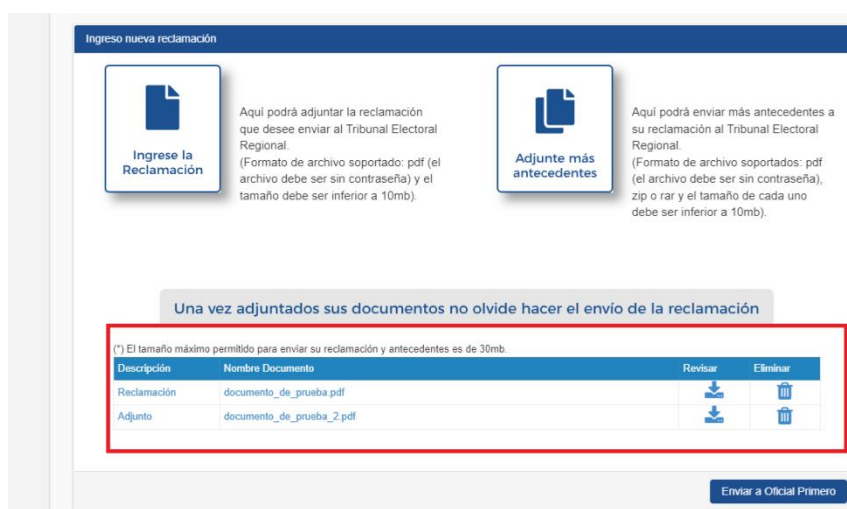 Ingreso nueva reclamación
Ingrese la
Reclamación
Aquí podrá adjuntar la reclamación
que desee enviar al Tribunal Electoral
Regional.
(Formato de archivo soportado: pdf (el
archivo debe ser sin contraseña) y el
tamaño debe ser inferior a 10mb).
Adjunte más
antecedentes
Aquí podrá enviar más antecedentes a
su reclamación al Tribunal Electoral
Regional.
(Formato de archivo soportados: pdf
(el archivo debe ser sin contraseña),
zip o rar y el tamaño de cada uno
debe ser inferior a 10mb).
Una vez adjuntados sus documentos no olvide hacer el envío de la reclamación
(*) El tamaño máximo permitido para enviar su reclamación y antecedentes es de 30mb.
Descripción Nombre Documento Revisar Eliminar
Reclamación documento_de_prueba.pdf
Adjunto documento_de_prueba_2.pdf
Enviar a Oficial Primero